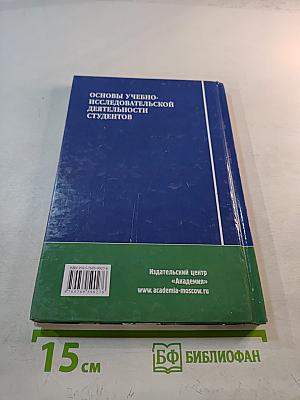 ОСНОВЫ УЧЕБНО-
ИССЛЕДОВАТЕЛЬСКОЙ
ДЕЯТЕЛЬНОСТИ
СТУДЕНТОВ
Издательский центр
«Академия»
www.academia-moscow.ru
15 см
БФ БИБЛИОФАН